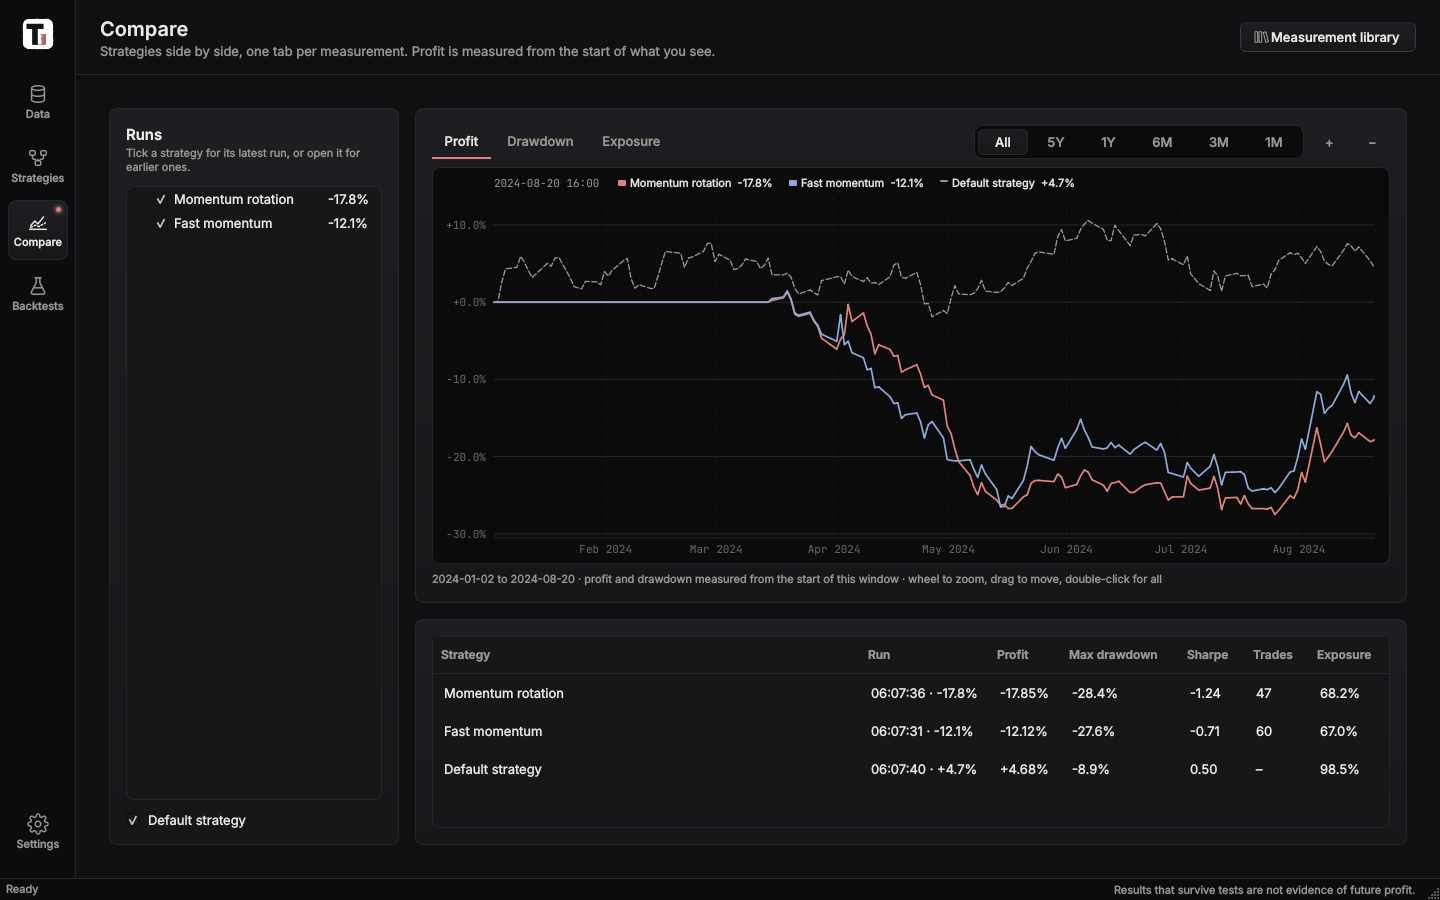 Ti
Compare
Strategies side by side, one tab per measurement. Profit is measured from the start of what you see.
Measurement library
Data
Strategies
Compare
Backtests
Settings
Runs
Tick a strategy for its latest run, or open it for
earlier ones.
✓ Momentum rotation -17.8%
✓ Fast momentum -12.1%
✓ Default strategy
Profit Drawdown Exposure
All 5Y 1Y 6M 3M 1M + −
2024-08-20 16:00 Momentum rotation -17.8% Fast momentum -12.1% Default strategy +4.7%
+10.0%
+0.0%
-10.0%
-20.0%
-30.0%
Feb 2024 Mar 2024 Apr 2024 May 2024 Jun 2024 Jul 2024 Aug 2024
2024-01-02 to 2024-08-20 · profit and drawdown measured from the start of this window · wheel to zoom, drag to move, double-click for all
Strategy Run Profit Max drawdown Sharpe Trades Exposure
Momentum rotation 06:07:36 · -17.8% -17.85% -28.4% -1.24 47 68.2%
Fast momentum 06:07:31 · -12.1% -12.12% -27.6% -0.71 60 67.0%
Default strategy 06:07:40 · +4.7% +4.68% -8.9% 0.50 – 98.5%
Ready
Results that survive tests are not evidence of future profit.